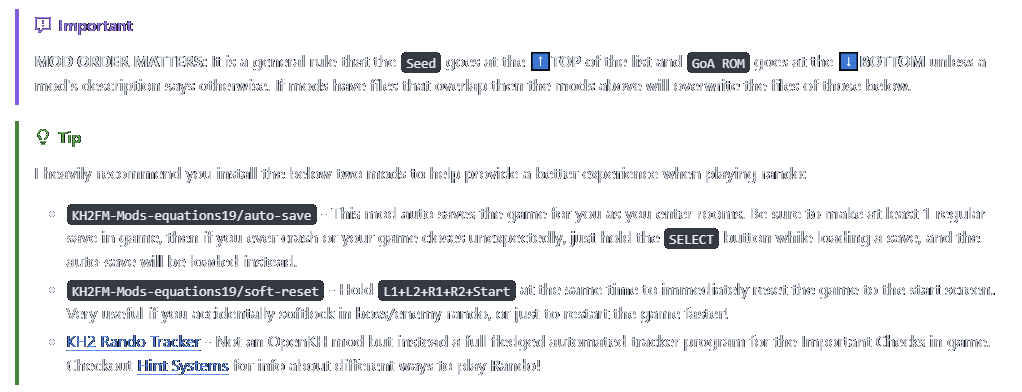 Important
MOD ORDER MATTERS: It is a general rule that the Seed goes at the ⬆️TOP of the list and GoA ROM goes at the ⬇️BOTTOM unless a
mod's description says otherwise. If mods have files that overlap then the mods above will overwrite the files of those below.
Tip
I heavily recommend you install the below two mods to help provide a better experience when playing rando:
KH2FM-Mods-equations19/auto-save - This mod auto saves the game for you as you enter rooms. Be sure to make at least 1 regular
save in game, then if you ever crash or your game closes unexpectedly, just hold the SELECT button while loading a save, and the
auto-save will be loaded instead.
KH2FM-Mods-equations19/soft-reset - Hold L1+L2+R1+R2+Start at the same time to immediately reset the game to the start screen.
Very useful if you accidentally softlock in boss/enemy rando, or just to restart the game faster!
KH2 Rando Tracker - Not an OpenKH mod but instead a full fledged automated tracker program for the Important Checks in game.
Checkout Hint Systems for info about different ways to play Rando!